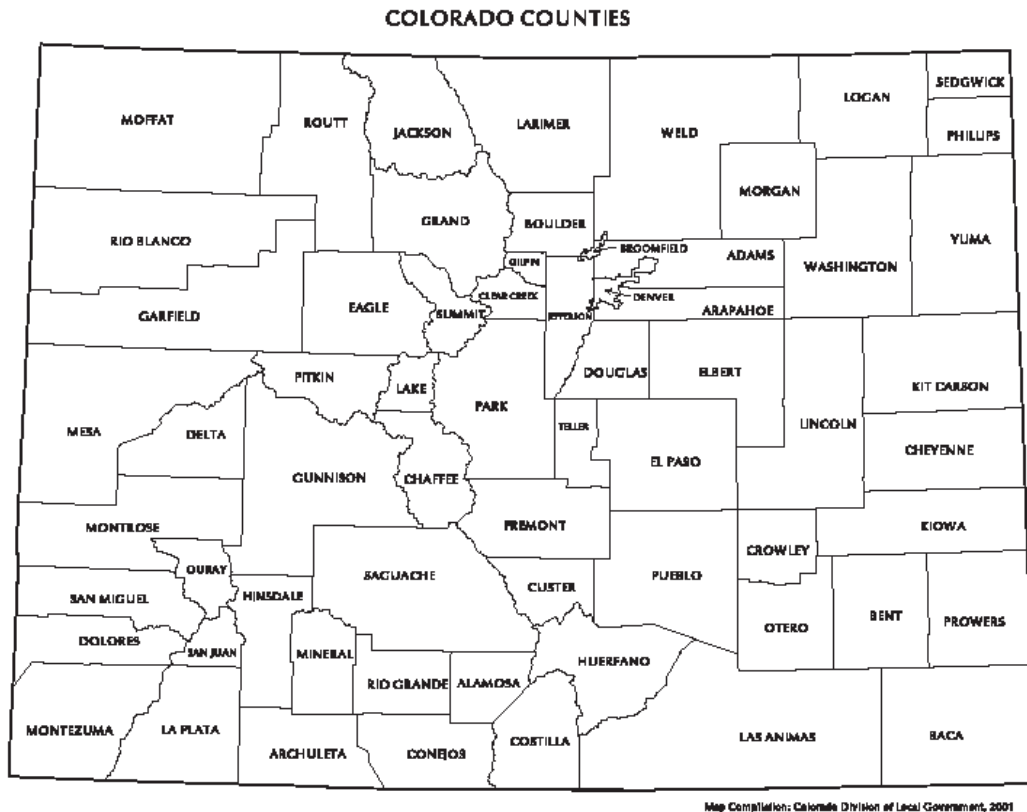 COLORADO COUNTIES
SEDGWICK
LOGAN
MOFFAT
ROUTT
JACKSON
LARIMER
WELD
PHILLIPS
MORGAN
GRAND
BOULDER
RIO BLANCO
BROOMFIELD
ADAMS
WASHINGTON
YUMA
GILPIN
CLEAR CREEK
DENVER
EAGLE
SUMMIT
JEFFERSON
ARAPAHOE
GARFIELD
PITKIN
LAKE
DOUGLAS
ELBERT
KIT CARSON
PARK
MESA
DELTA
TELLER
LINCOLN
GUNNISON
CHAFFEE
EL PASO
CHEYENNE
MONTROSE
FREMONT
KIOWA
CROWLEY
OURAY
SAGUACHE
CUSTER
PUEBLO
SAN MIGUEL
HINSDALE
OTERO
BENT
PROWERS
DOLORES
SAN JUAN
MINERAL
HUERFANO
RIO GRANDE
ALAMOSA
MONTEZUMA
LA PLATA
ARCHULETA
CONEJOS
COSTILLA
LAS ANIMAS
BACA
Map Compilation: Colorado Division of Local Government, 2001